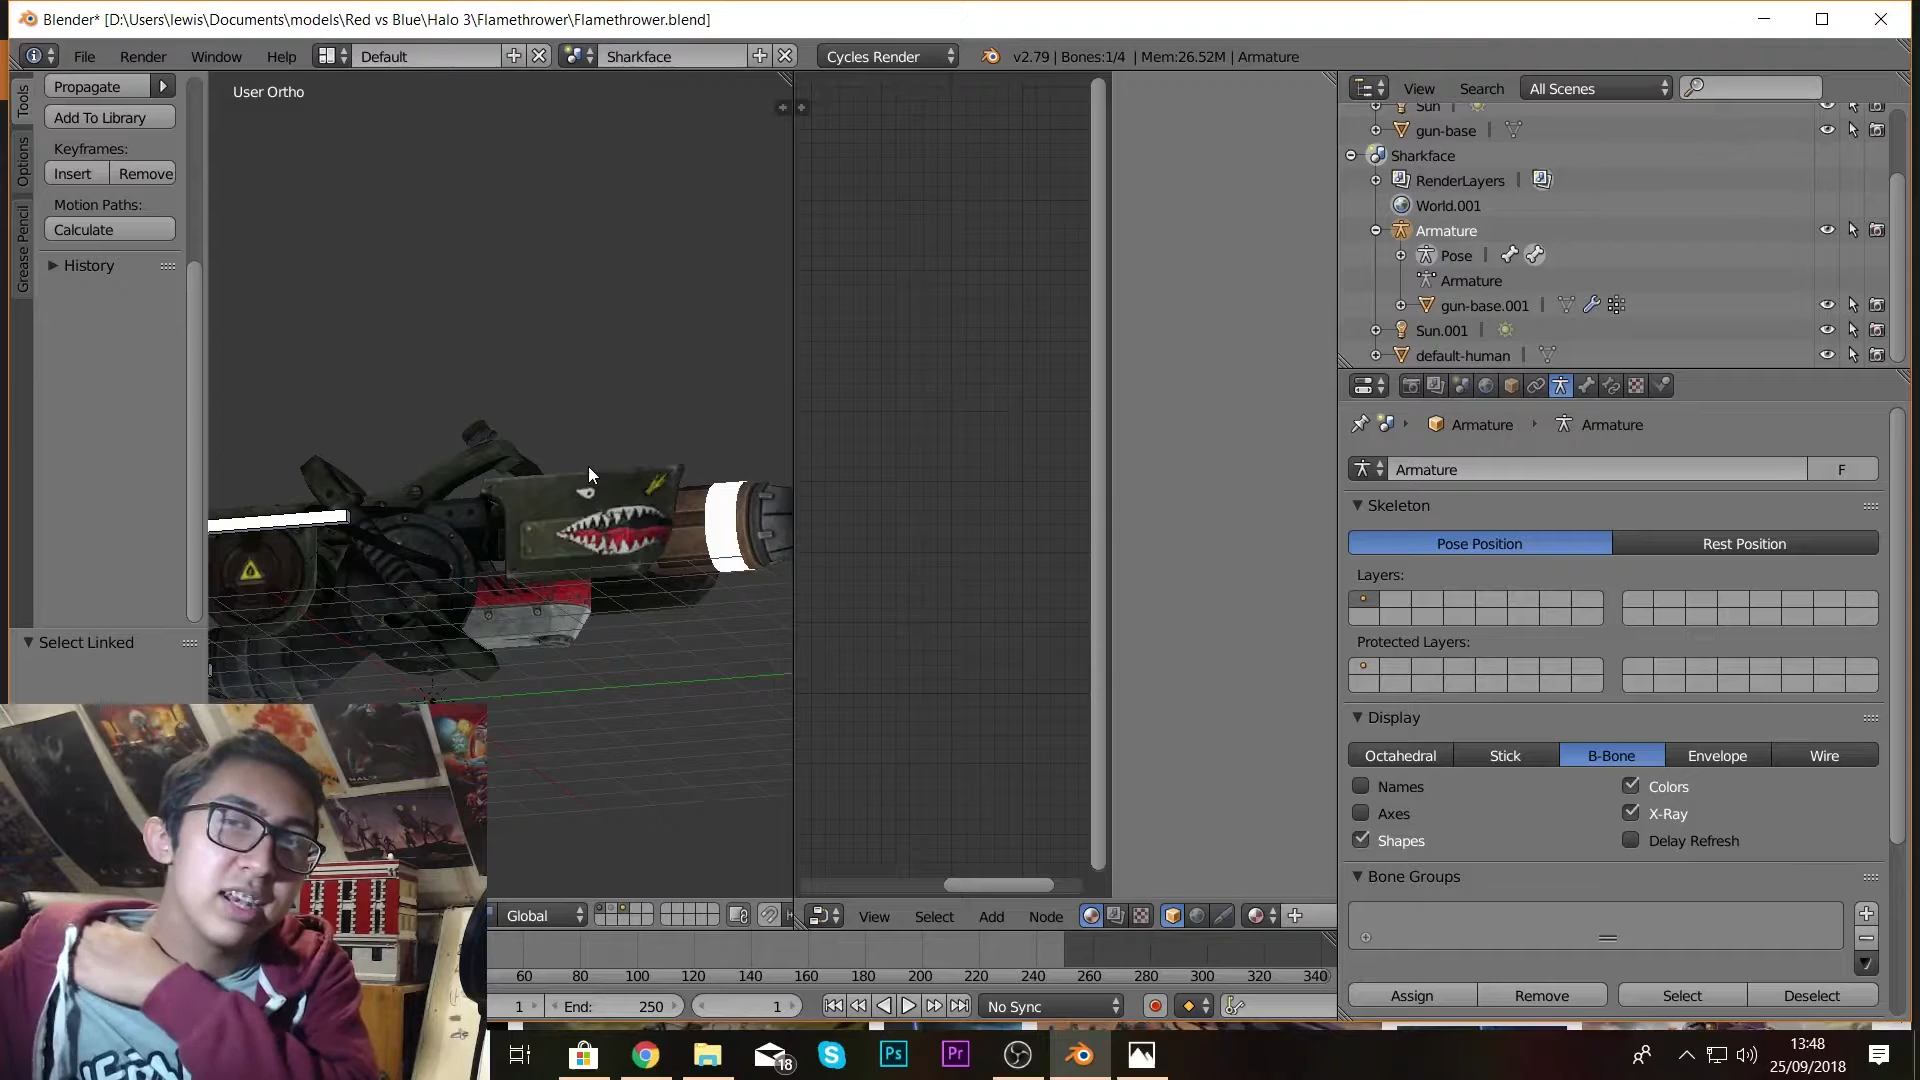 Blender* [D:\Users\lewis\Documents\models\Red vs Blue\Halo 3\Flamethrower\Flamethrower.blend]
File Render Window Help Default Sharkface Cycles Render v2.79 | Bones:1/4 | Mem:26.52M | Armature
Tools
Options
Grease Pencil
Propagate
Add To Library
Keyframes:
Insert Remove
Motion Paths:
Calculate
History
Select Linked
User Ortho
Global
View Select Add Node
60 80 100 120 140 160 180 200 220 240 260 280 300 320 340
1 End: 250 1 No Sync
View Search All Scenes
Sun
gun-base
Sharkface
RenderLayers
World.001
Armature
Pose
Armature
gun-base.001
Sun.001
default-human
Armature Armature
Armature F
Skeleton
Pose Position Rest Position
Layers:
Protected Layers:
Display
Octahedral Stick B-Bone Envelope Wire
Names Colors
Axes X-Ray
Shapes Delay Refresh
Bone Groups
Assign Remove Select Deselect
18
Ps
Pr
13:48
25/09/2018